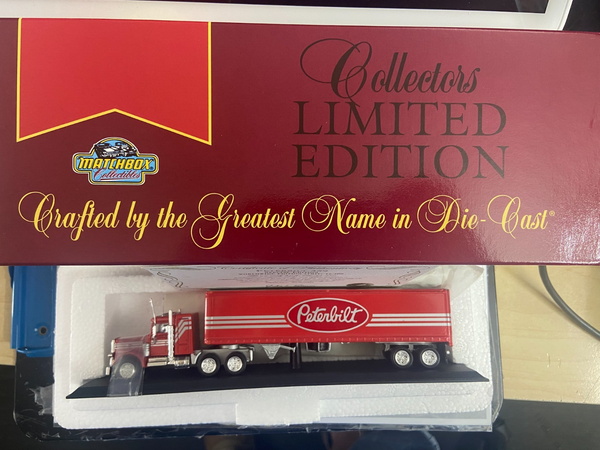 Collectors
LIMITED
EDITION
MATCHBOX
Collectibles
Crafted by the Greatest Name in Die-Cast®
Peterbilt